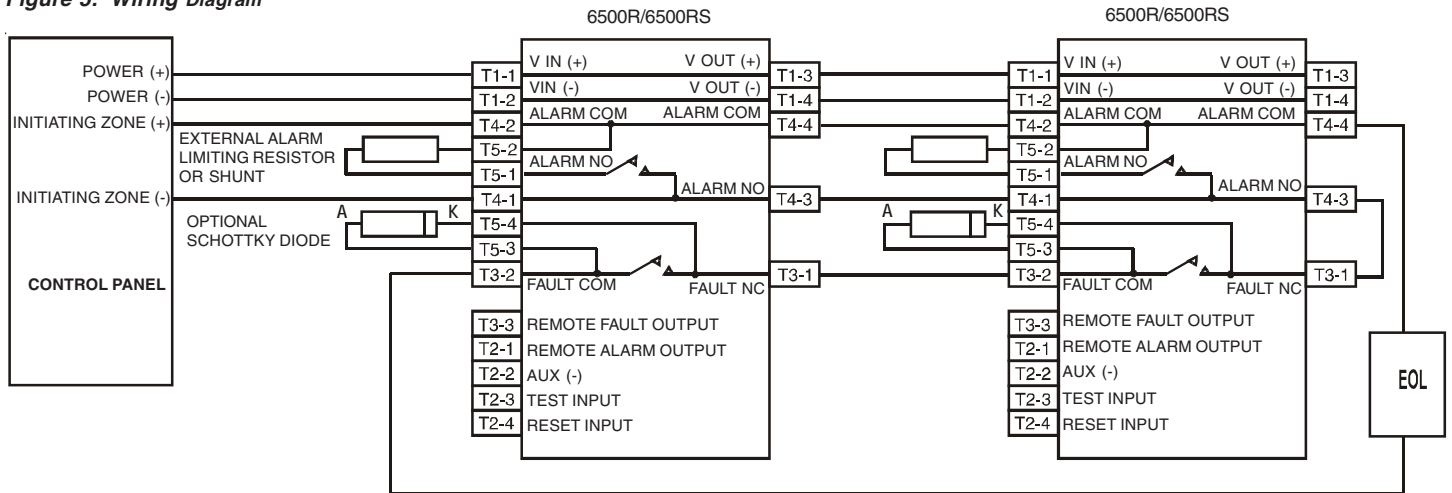 Figure 5. Wiring Diagram
6500R/6500RS
6500R/6500RS
POWER (+)
POWER (-)
INITIATING ZONE (+)
INITIATING ZONE (-)
CONTROL PANEL
EXTERNAL ALARM
LIMITING RESISTOR
OR SHUNT
OPTIONAL
SCHOTTKY DIODE
A
K
T1-1
T1-2
T4-2
T5-2
T5-1
T4-1
T5-4
T5-3
T3-2
T3-3
T2-1
T2-2
T2-3
T2-4
V IN (+)
V OUT (+)
VIN (-)
V OUT (-)
ALARM COM
ALARM COM
ALARM NO
ALARM NO
FAULT COM
FAULT NC
REMOTE FAULT OUTPUT
REMOTE ALARM OUTPUT
AUX (-)
TEST INPUT
RESET INPUT
T1-3
T1-4
T4-4
T4-3
T3-1
A
K
T1-1
T1-2
T4-2
T5-2
T5-1
T4-1
T5-4
T5-3
T3-2
T3-3
T2-1
T2-2
T2-3
T2-4
V IN (+)
V OUT (+)
VIN (-)
V OUT (-)
ALARM COM
ALARM COM
ALARM NO
ALARM NO
FAULT COM
FAULT NC
REMOTE FAULT OUTPUT
REMOTE ALARM OUTPUT
AUX (-)
TEST INPUT
RESET INPUT
T1-3
T1-4
T4-4
T4-3
T3-1
EOL